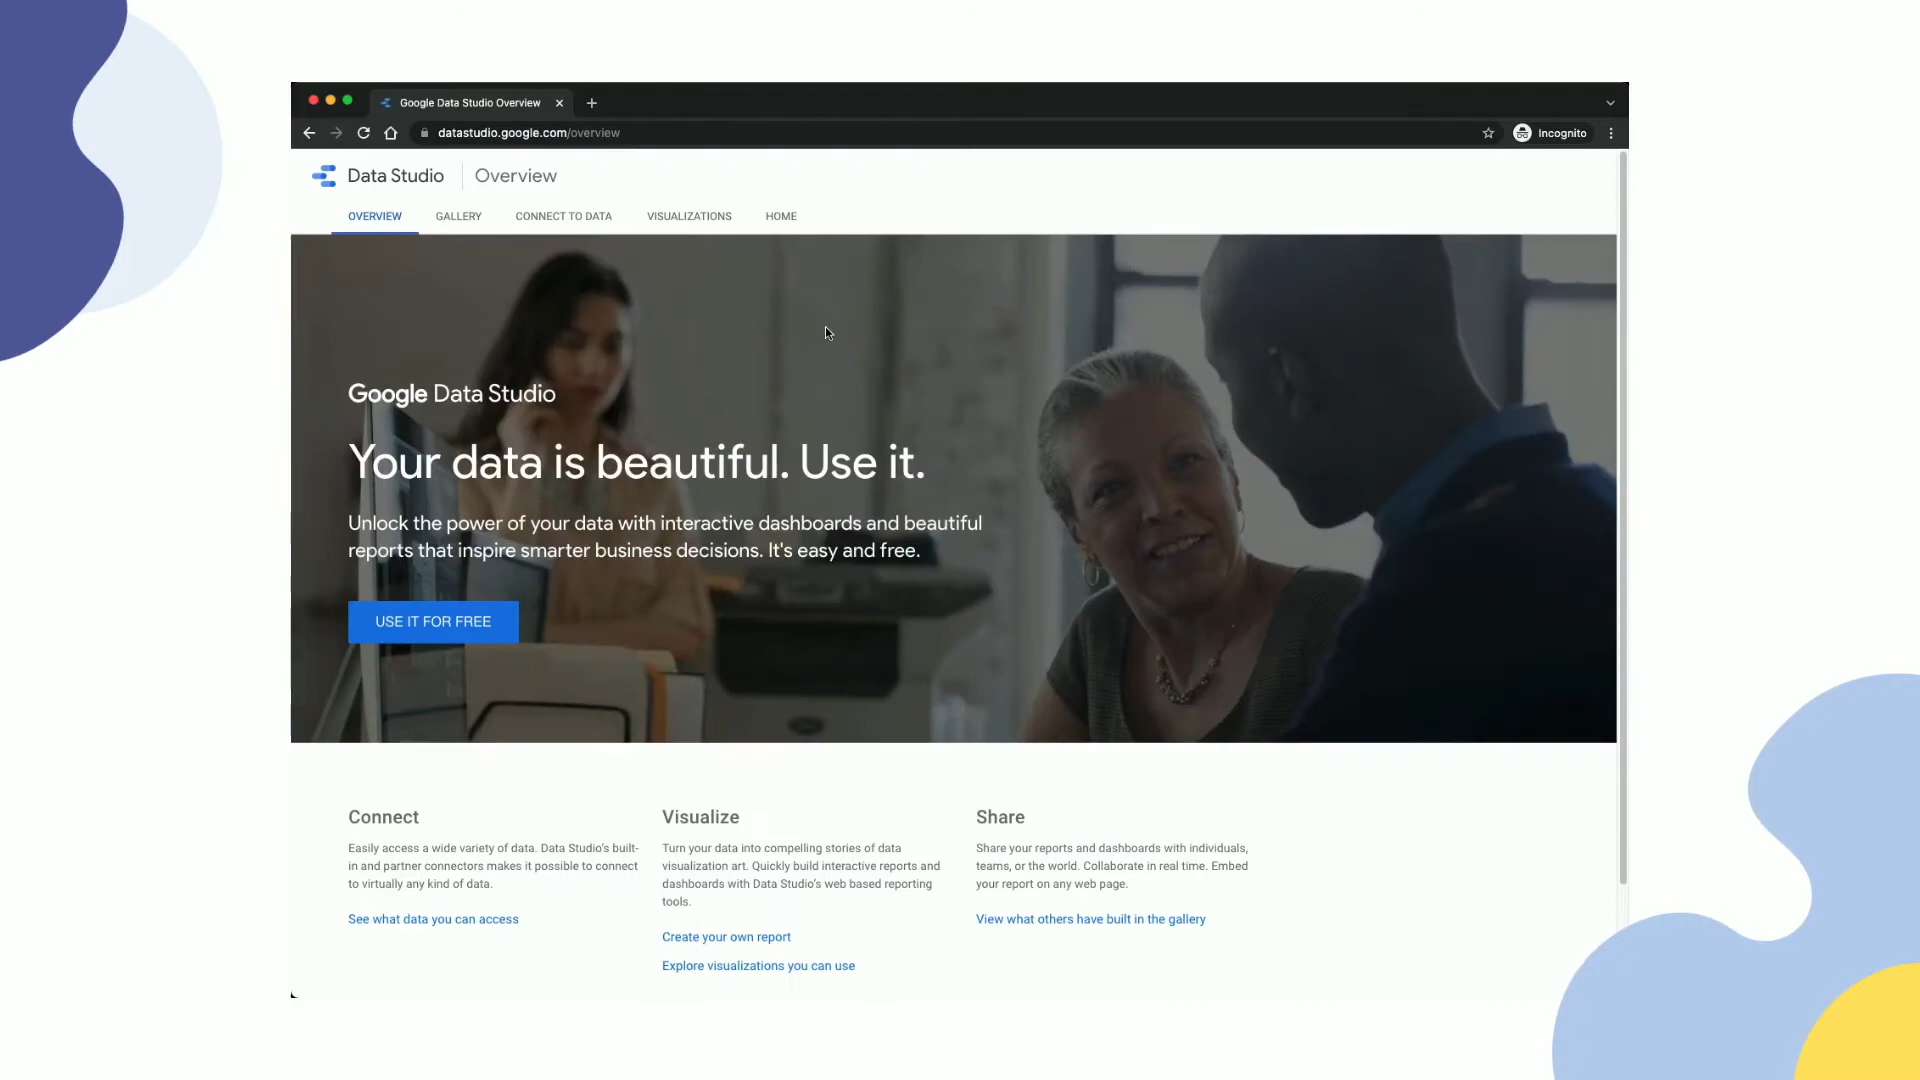 Google Data Studio Overview
datastudio.google.com/overview
Incognito
Data Studio
Overview
OVERVIEW GALLERY CONNECT TO DATA VISUALIZATIONS HOME
Google Data Studio
Your data is beautiful. Use it.
Unlock the power of your data with interactive dashboards and beautiful
reports that inspire smarter business decisions. It's easy and free.
USE IT FOR FREE
Connect
Easily access a wide variety of data. Data Studio's built-
in and partner connectors makes it possible to connect
to virtually any kind of data.
See what data you can access
Visualize
Turn your data into compelling stories of data
visualization art. Quickly build interactive reports and
dashboards with Data Studio's web based reporting
tools.
Create your own report
Explore visualizations you can use
Share
Share your reports and dashboards with individuals,
teams, or the world. Collaborate in real time. Embed
your report on any web page.
View what others have built in the gallery